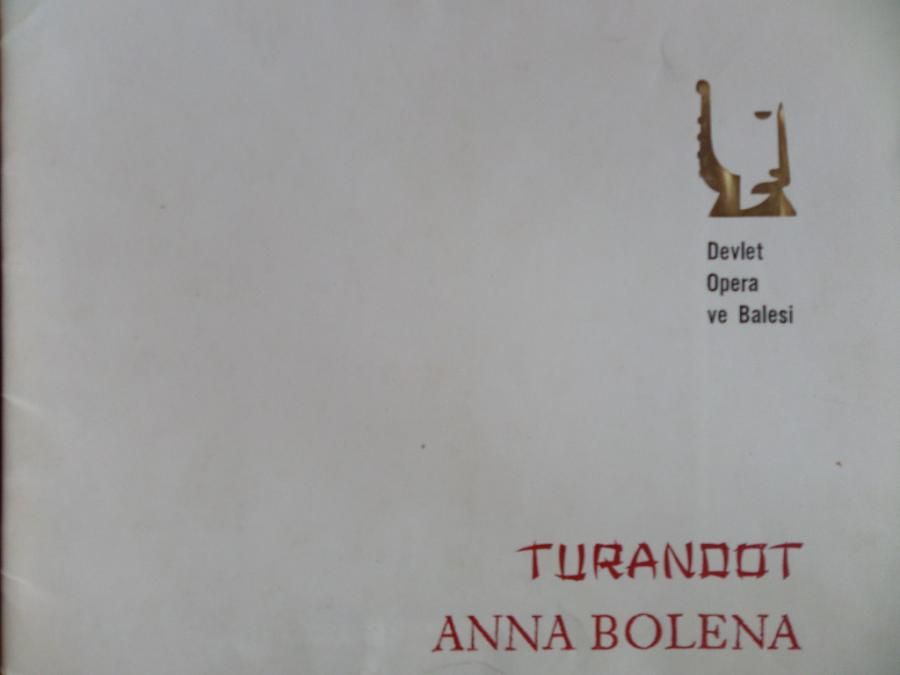 Devlet
Opera
ve Balesi
TURANDOT
ANNA BOLENA